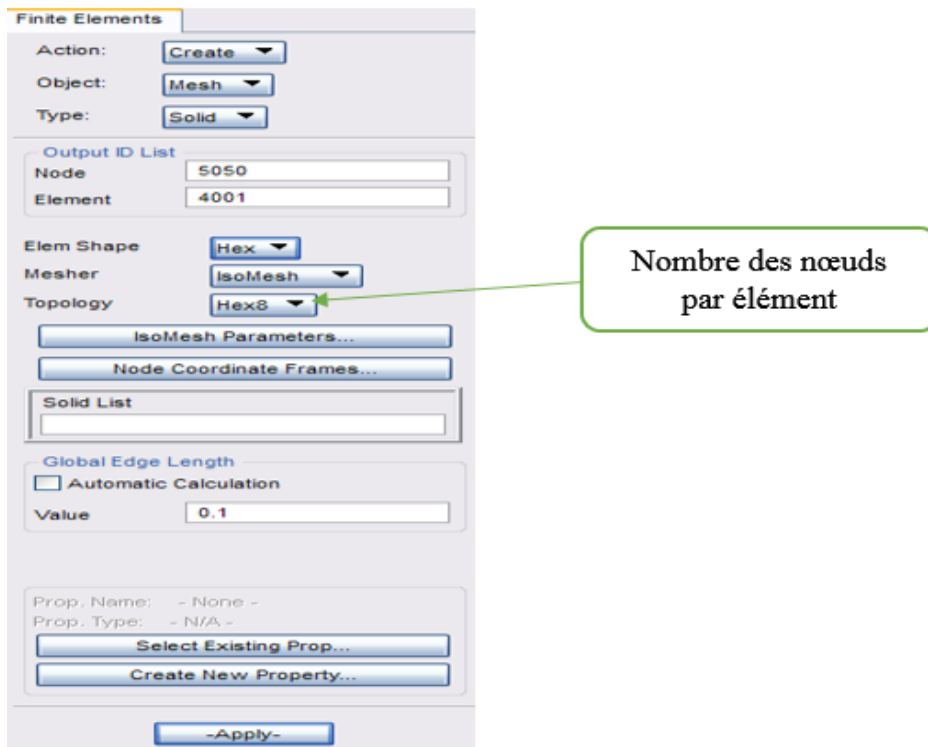 Finite Elements
Action: Create
Object: Mesh
Type: Solid
Output ID List
Node 5050
Element 4001
Elem Shape Hex
Mesher IsoMesh
Topology Hex8
Nombre des nœuds
par élément
IsoMesh Parameters...
Node Coordinate Frames...
Solid List
Global Edge Length
Automatic Calculation
Value 0.1
Prop. Name: - None -
Prop. Type: - N/A -
Select Existing Prop...
Create New Property...
-Apply-